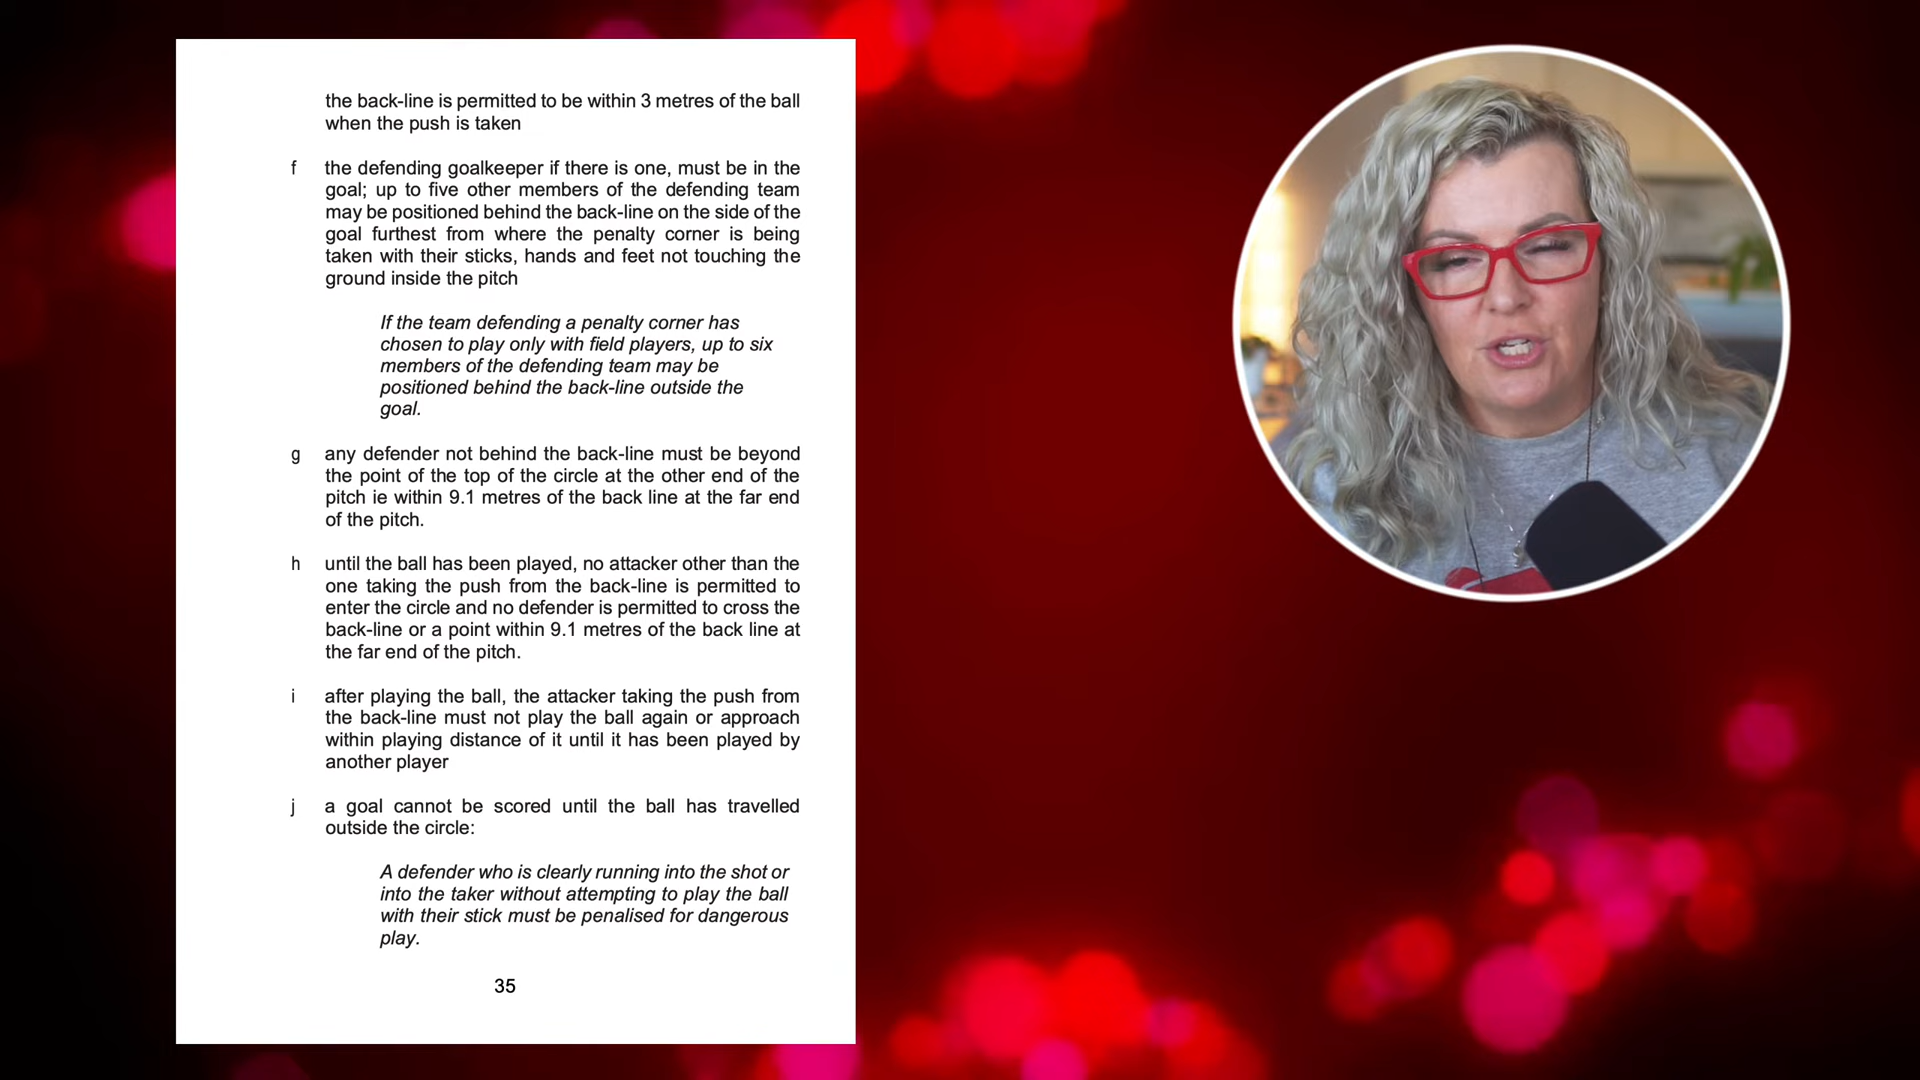 the back-line is permitted to be within 3 metres of the ball
when the push is taken
f the defending goalkeeper if there is one, must be in the
goal; up to five other members of the defending team
may be positioned behind the back-line on the side of the
goal furthest from where the penalty corner is being
taken with their sticks, hands and feet not touching the
ground inside the pitch
If the team defending a penalty corner has
chosen to play only with field players, up to six
members of the defending team may be
positioned behind the back-line outside the
goal.
g any defender not behind the back-line must be beyond
the point of the top of the circle at the other end of the
pitch ie within 9.1 metres of the back line at the far end
of the pitch.
h until the ball has been played, no attacker other than the
one taking the push from the back-line is permitted to
enter the circle and no defender is permitted to cross the
back-line or a point within 9.1 metres of the back line at
the far end of the pitch.
i after playing the ball, the attacker taking the push from
the back-line must not play the ball again or approach
within playing distance of it until it has been played by
another player
j a goal cannot be scored until the ball has travelled
outside the circle:
A defender who is clearly running into the shot or
into the taker without attempting to play the ball
with their stick must be penalised for dangerous
play.
35